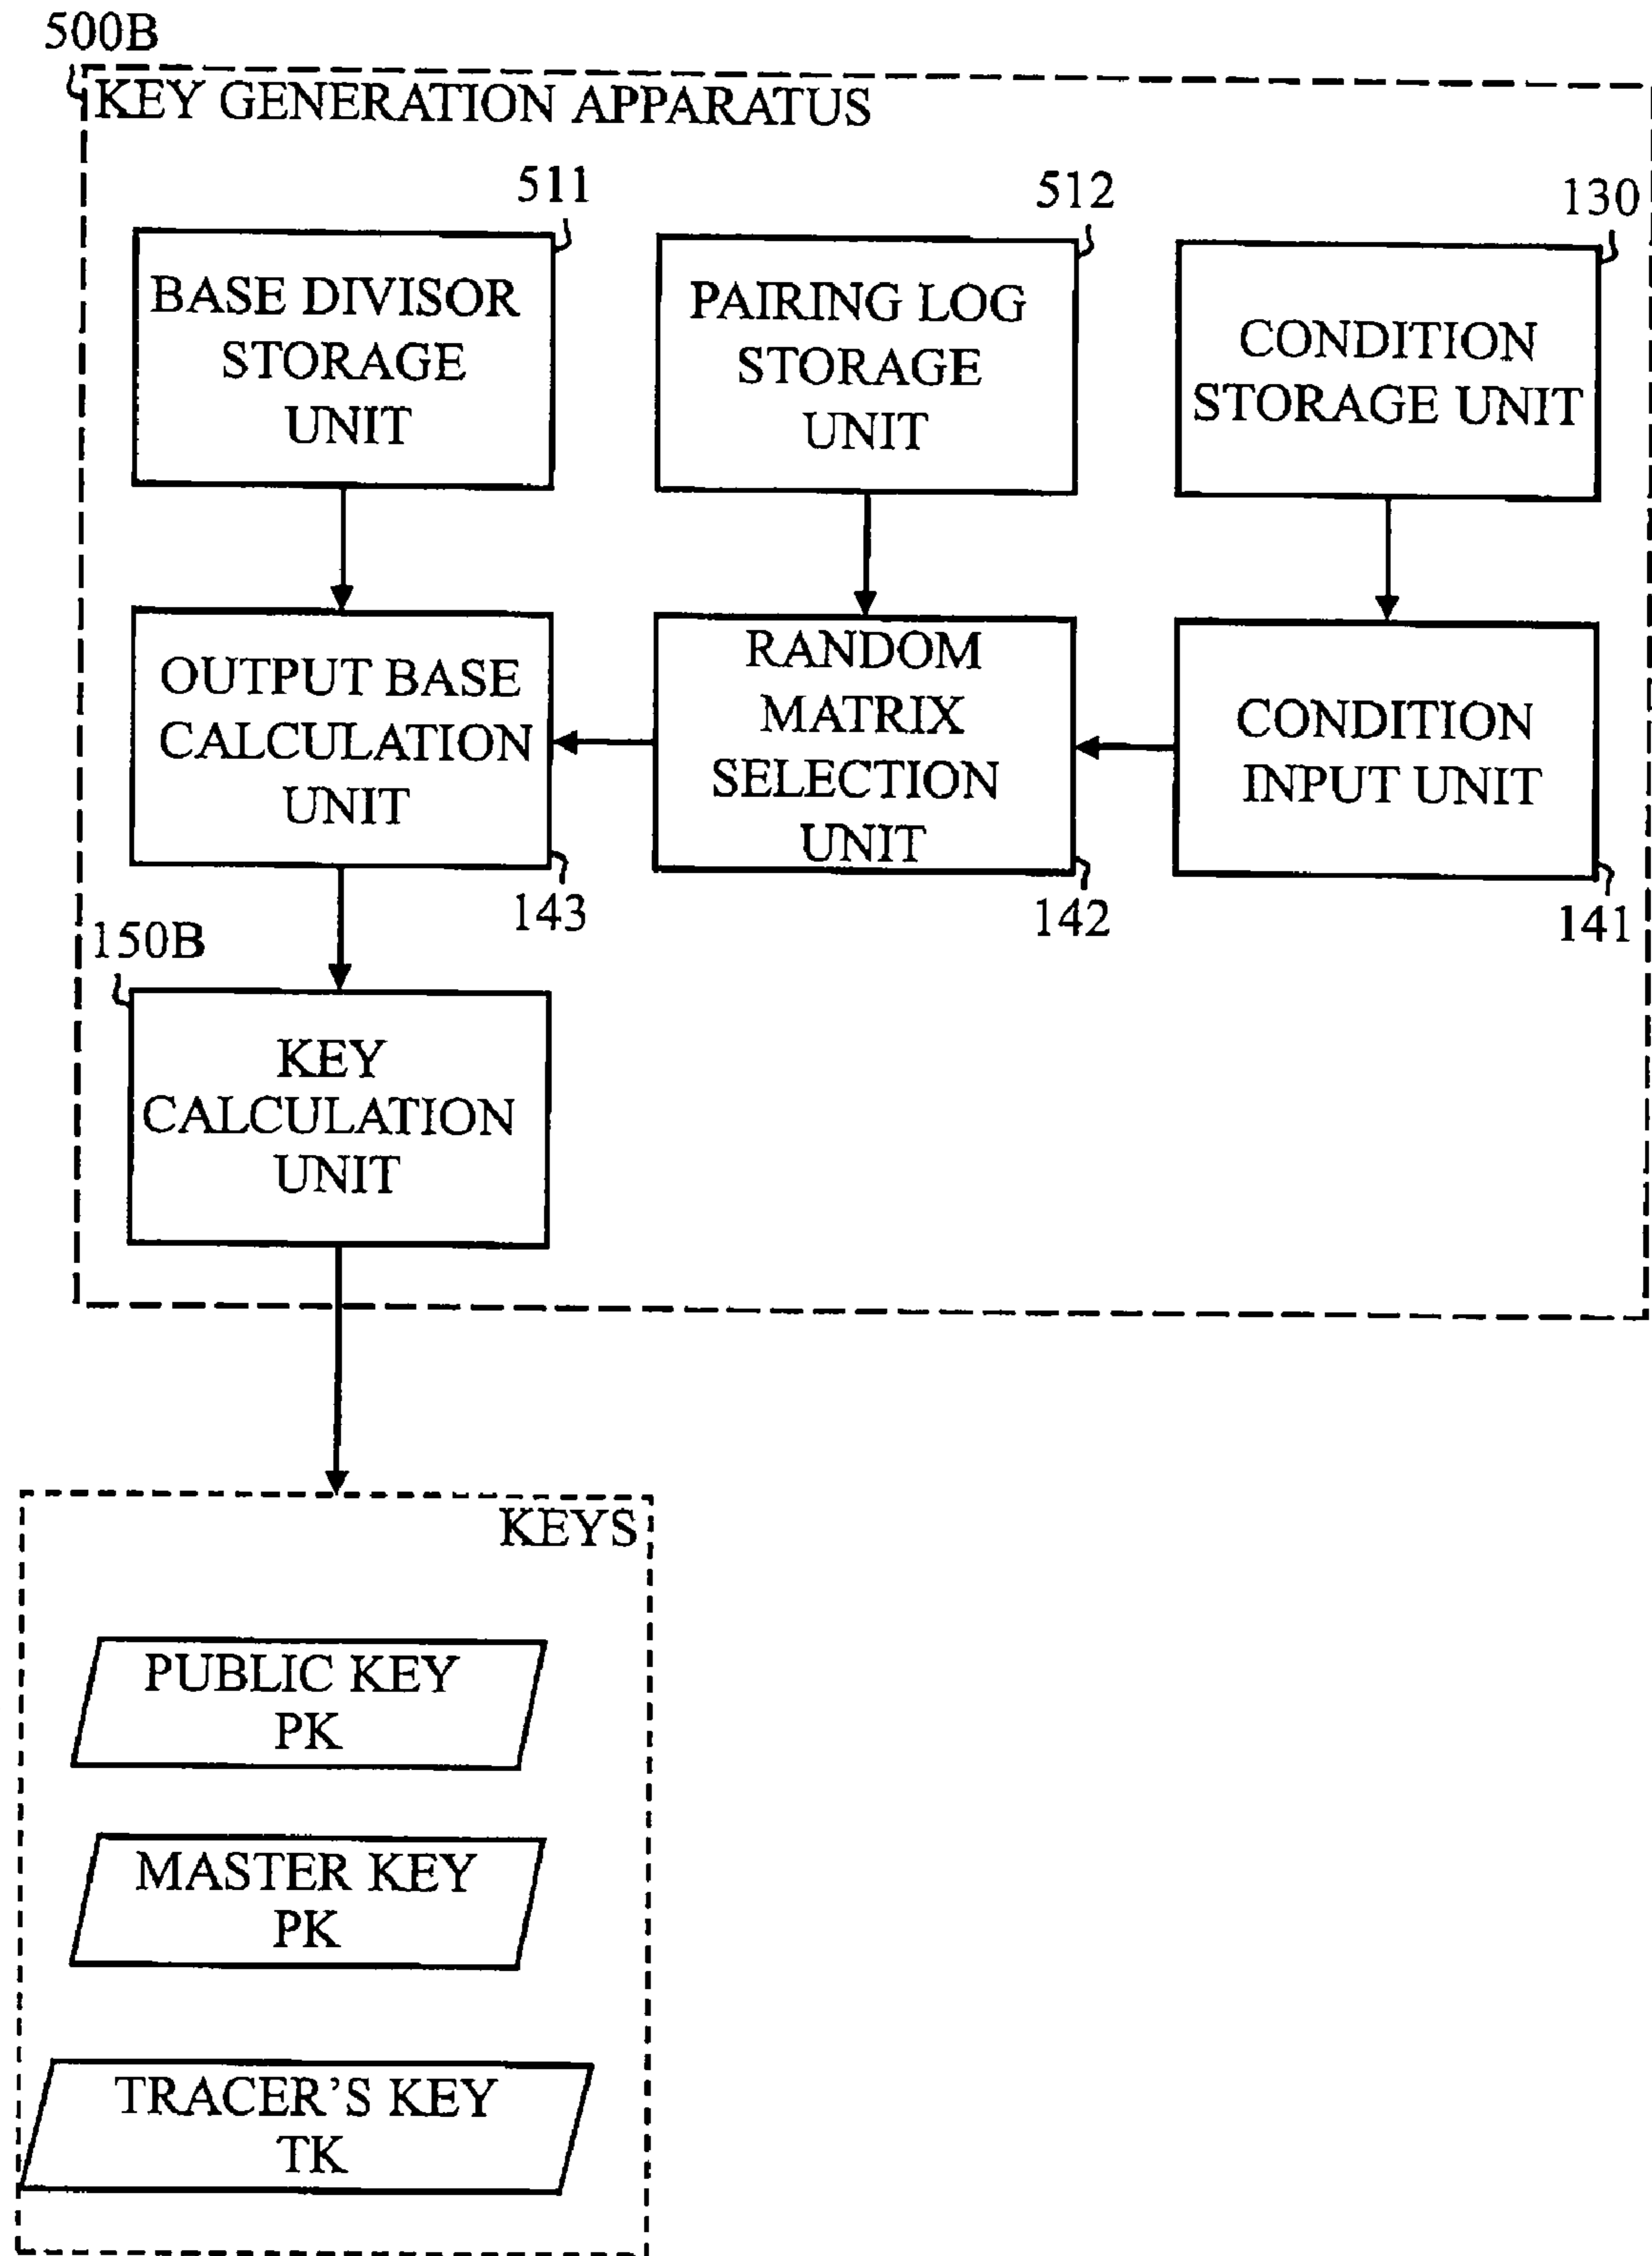 500B
KEY GENERATION APPARATUS
511
512
130
BASE DIVISOR
STORAGE
UNIT
PAIRING LOG
STORAGE
UNIT
CONDITION
STORAGE UNIT
OUTPUT BASE
CALCULATION
UNIT
RANDOM
MATRIX
SELECTION
UNIT
CONDITION
INPUT UNIT
143
142
141
150B
KEY
CALCULATION
UNIT
KEYS
PUBLIC KEY
PK
MASTER KEY
PK
TRACER'S KEY
TK